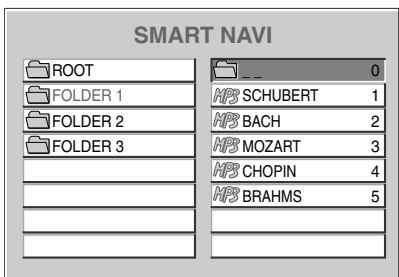 SMART NAVI
ROOT
FOLDER 1
FOLDER 2
FOLDER 3
_ _ 0
MP3 SCHUBERT 1
MP3 BACH 2
MP3 MOZART 3
MP3 CHOPIN 4
MP3 BRAHMS 5